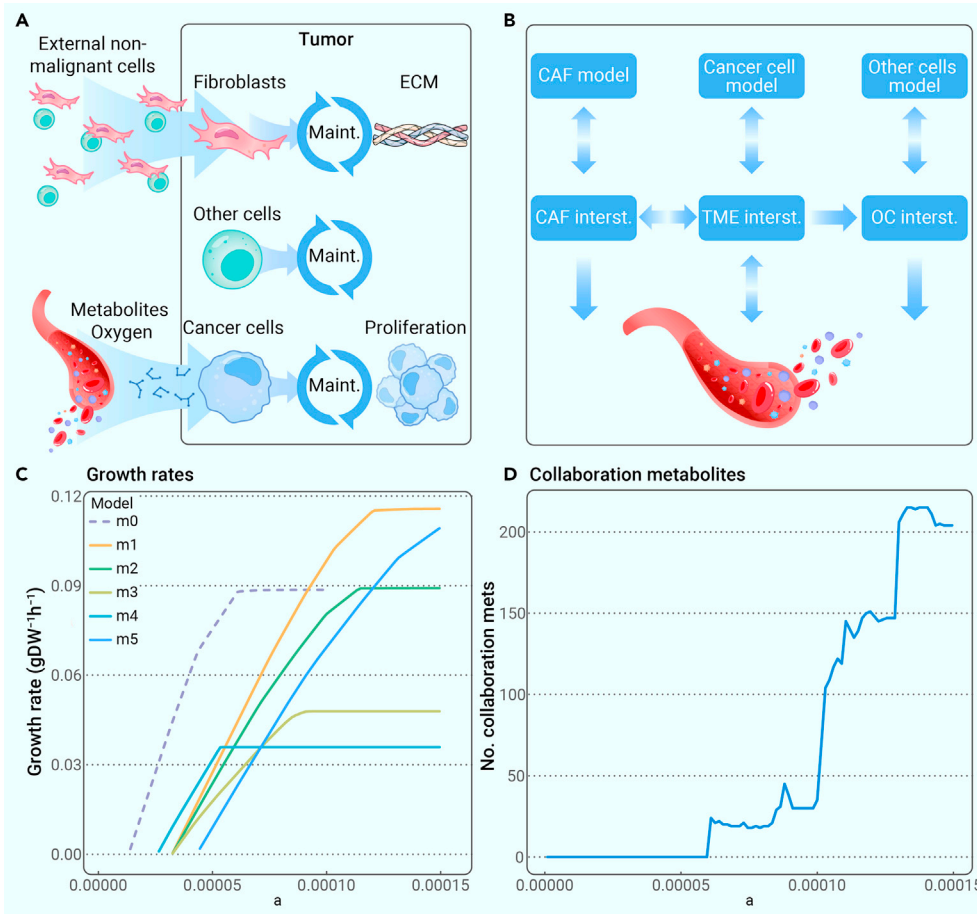 A
External non-
malignant cells
Tumor
Fibroblasts
ECM
Maint.
Other cells
Maint.
Metabolites
Oxygen
Cancer cells
Proliferation
Maint.
B
CAF model
Cancer cell
model
Other cells
model
CAF interst.
TME interst.
OC interst.
C Growth rates
Growth rate (gDW⁻¹h⁻¹)
0.12
0.09
0.06
0.03
0.00
Model
m0
m1
m2
m3
m4
m5
0.00000 0.00005 0.00010 0.00015
a
D Collaboration metabolites
No. collaboration mets
200
150
100
50
0
0.00000 0.00005 0.00010 0.00015
a